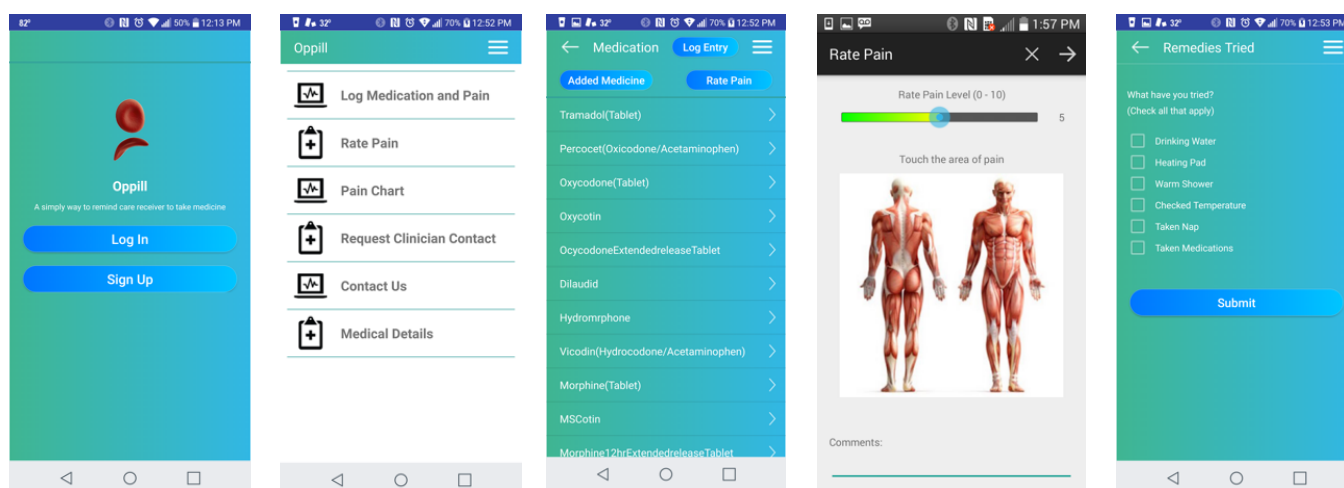 82° 50% 12:13 PM
Oppill
A simply way to remind care receiver to take medicine
Log In
Sign Up
32° 70% 12:52 PM
Oppill
Log Medication and Pain
Rate Pain
Pain Chart
Request Clinician Contact
Contact Us
Medical Details
32° 70% 12:52 PM
Medication Log Entry
Added Medicine Rate Pain
Tramadol(Tablet)
Percocet(Oxicodone/Acetaminophen)
Oxycodone(Tablet)
Oxycotin
OcycodoneExtendedreleaseTablet
Dilaudid
Hydromrphone
Vicodin(Hydrocodone/Acetaminophen)
Morphine(Tablet)
MSCotin
Morphine12hrExtendedreleaseTablet
1:57 PM
Rate Pain
Rate Pain Level (0 - 10)
5
Touch the area of pain
Comments:
32° 70% 12:53 PM
Remedies Tried
What have you tried?
(Check all that apply)
Drinking Water
Heating Pad
Warm Shower
Checked Temperature
Taken Nap
Taken Medications
Submit